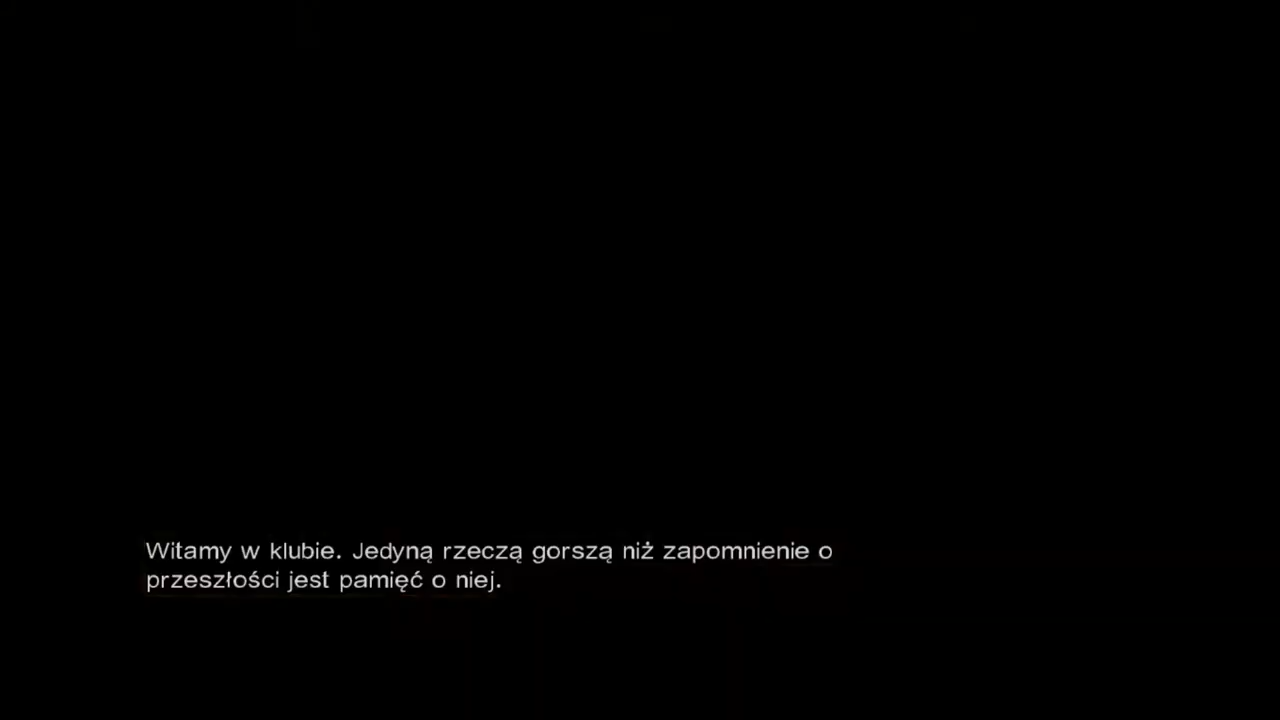 Witamy w klubie. Jedyną rzeczą gorszą niż zapomnienie o
przeszłości jest pamięć o niej.